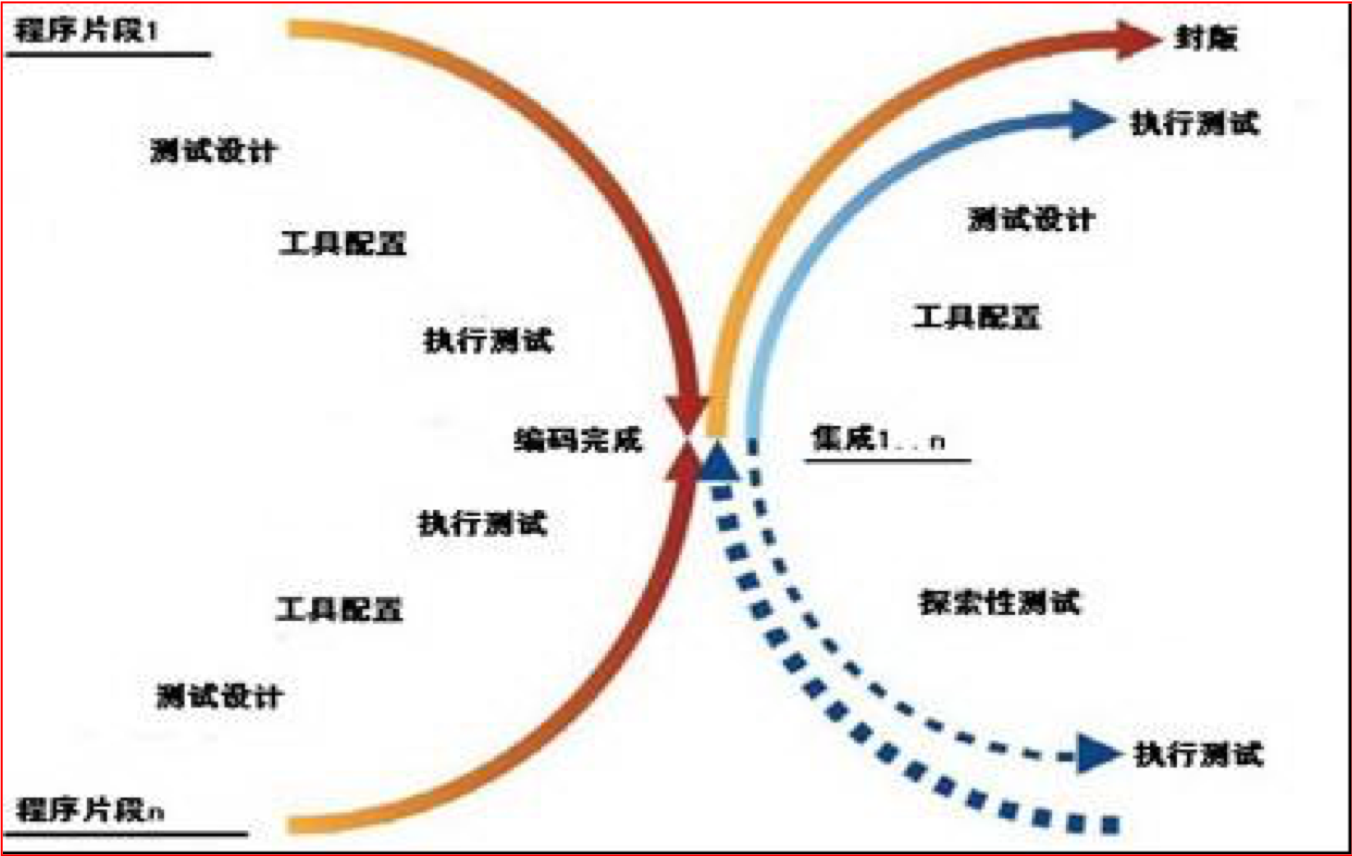 程序片段1
测试设计
工具配置
执行测试
编码完成
执行测试
工具配置
测试设计
程序片段n
封版
执行测试
测试设计
工具配置
集成1..n
探索性测试
执行测试